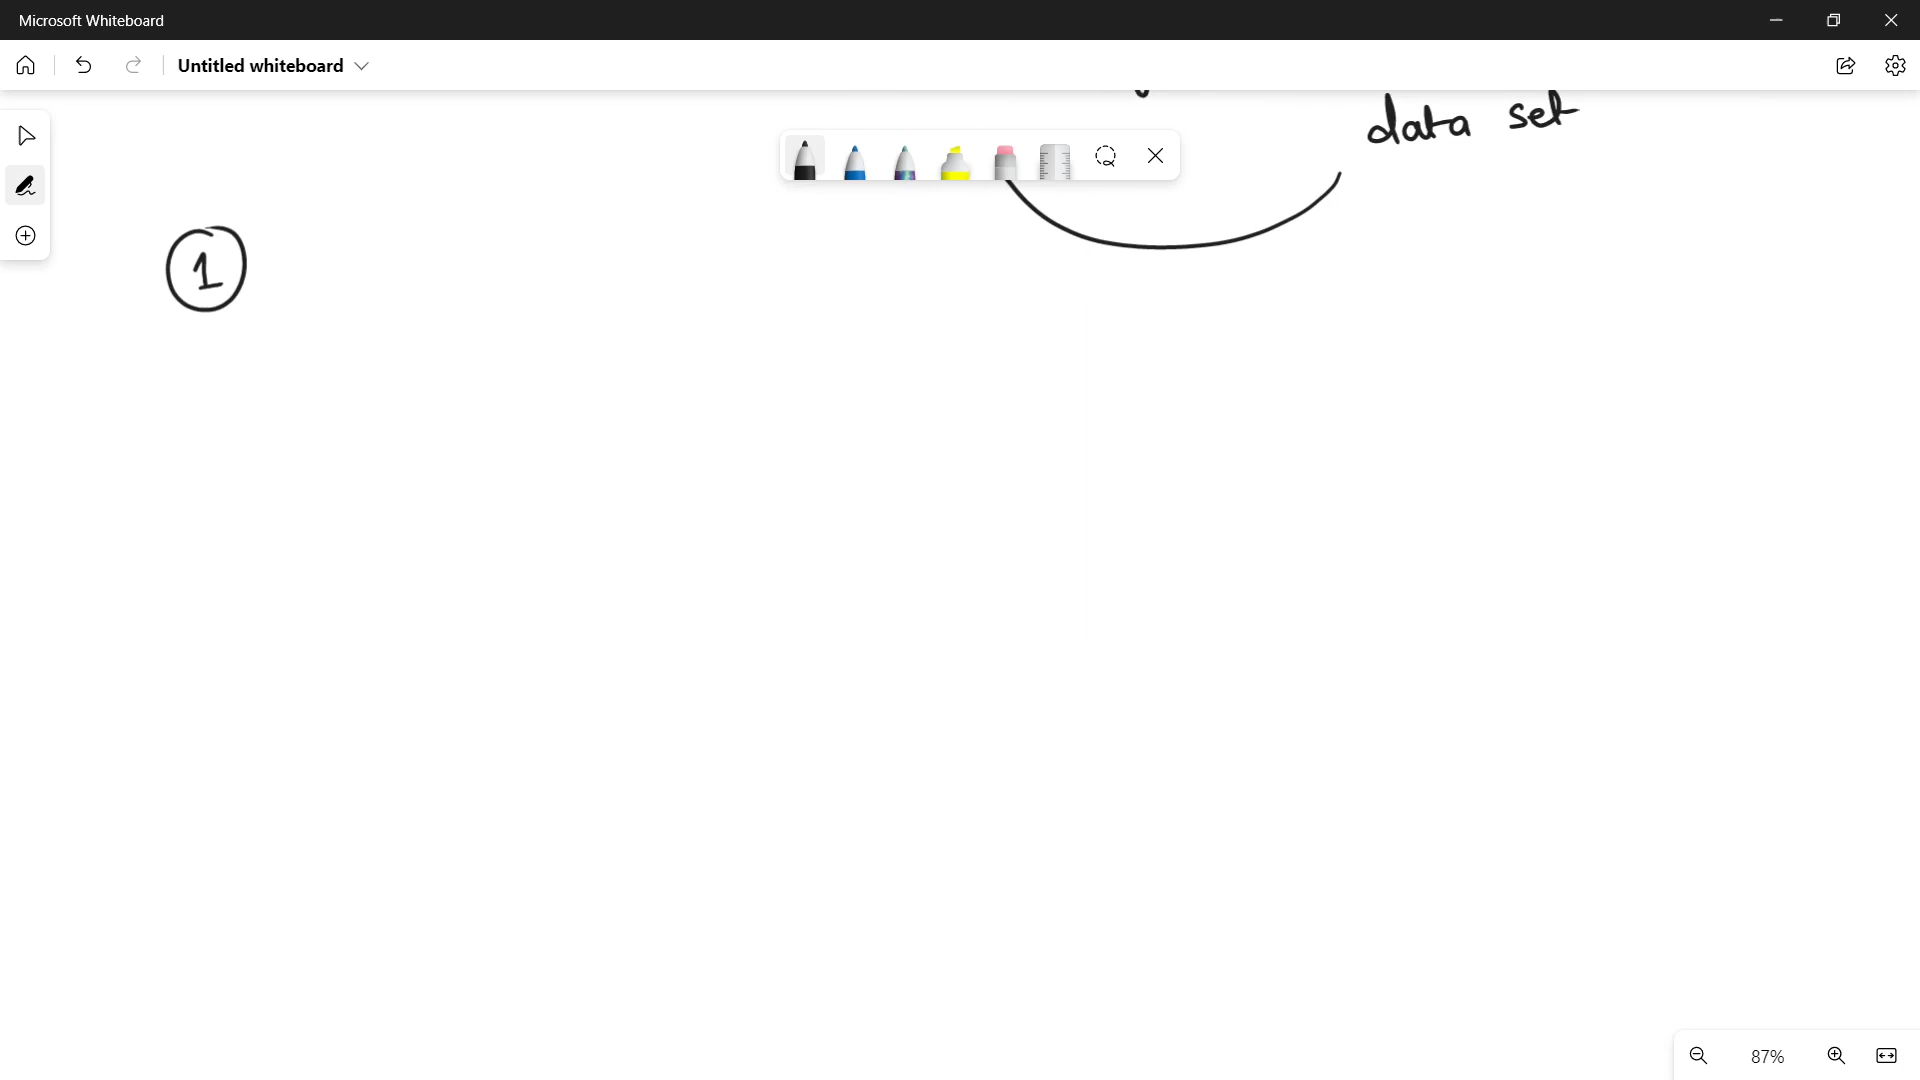 Microsoft Whiteboard
Untitled whiteboard
data set
1
87%